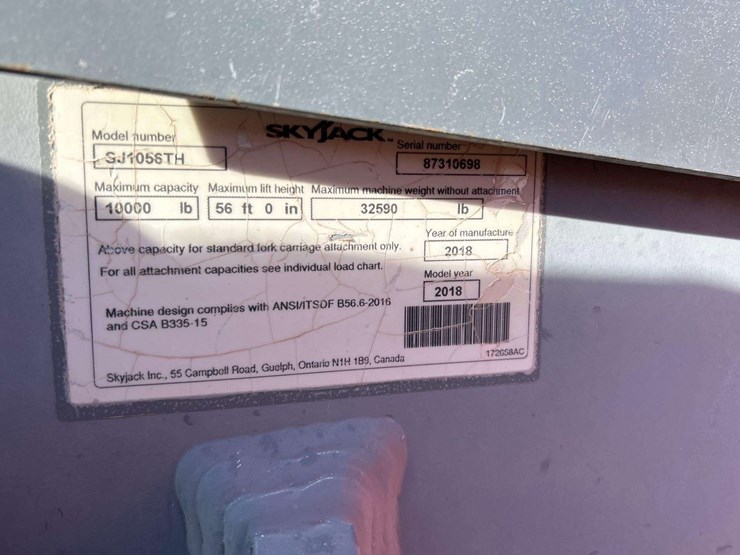 SKYJACK
Model number
SJ1056TH
Serial number
87310698
Maximum capacity
10000 lb
Maximum lift height
56 ft 0 in
Maximum machine weight without attachment
32590 lb
Above capacity for standard fork carriage attachment only.
For all attachment capacities see individual load chart.
Year of manufacture
2018
Model year
2018
Machine design complies with ANSI/ITSDF B56.6-2016
and CSA B335-15
172658AC
Skyjack Inc., 55 Campbell Road, Guelph, Ontario N1H 1B9, Canada